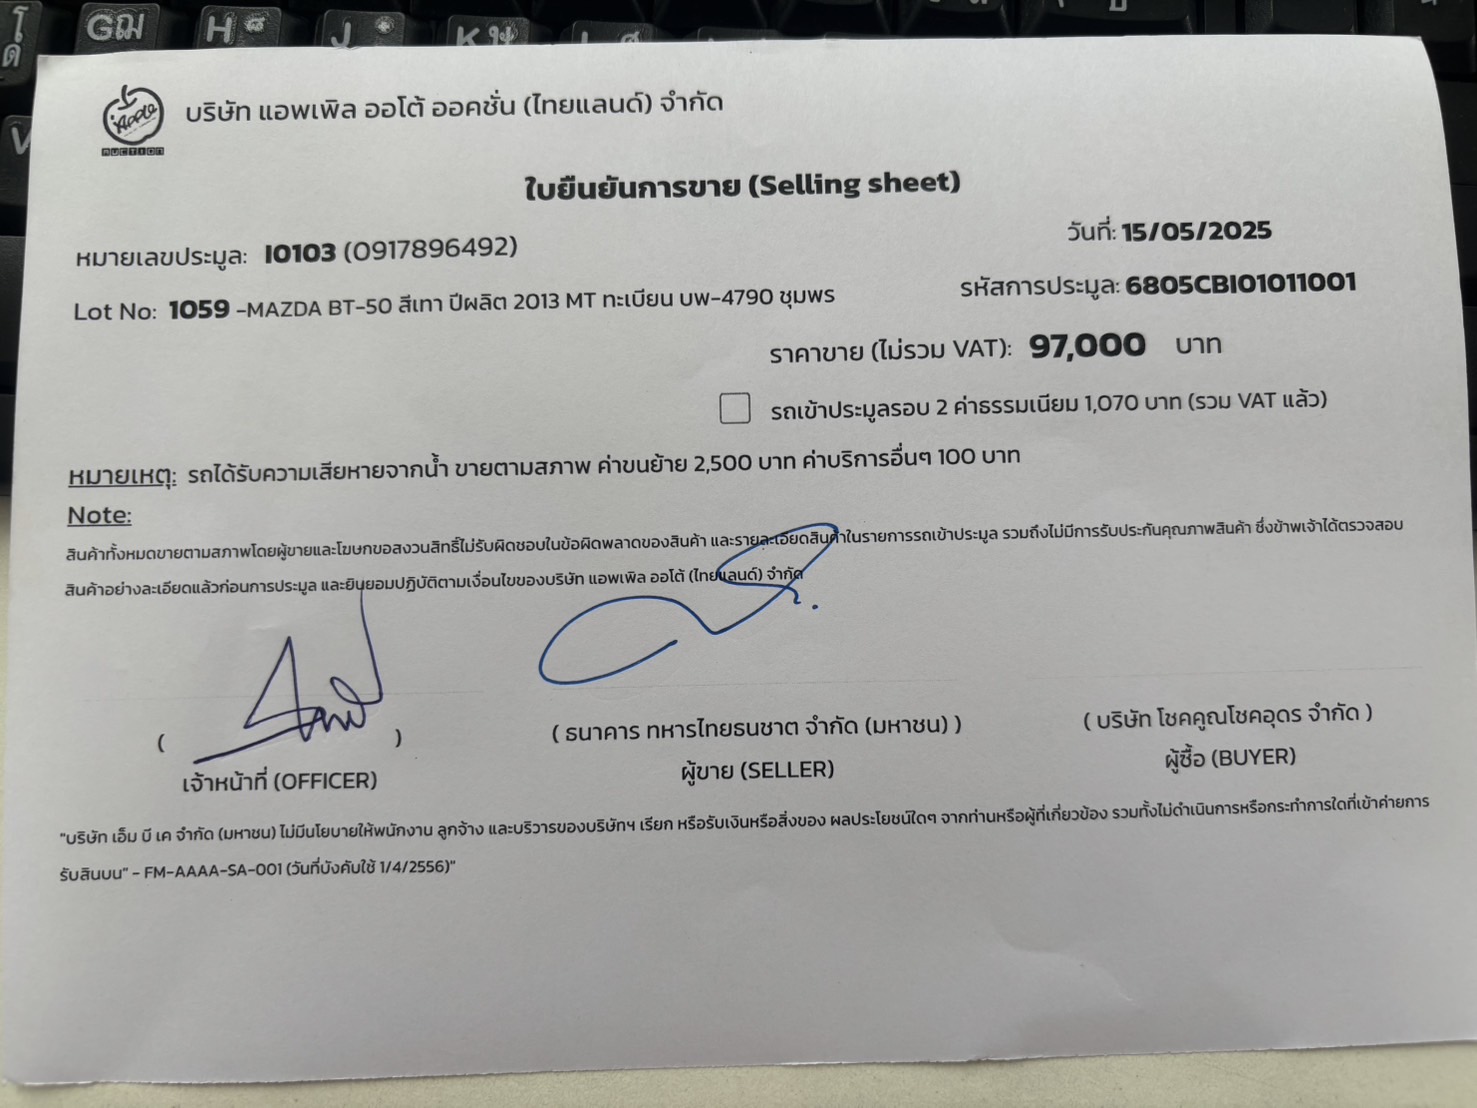 Gฌ H Kษ
Apple บริษัท แอพเพิล ออโต้ ออคชั่น (ไทยแลนด์) จำกัด
AUCTION
ใบยืนยันการขาย (Selling sheet)
หมายเลขประมูล: I0103 (0917896492) วันที่: 15/05/2025
Lot No: 1059 -MAZDA BT-50 สีเทา ปีผลิต 2013 MT ทะเบียน บพ-4790 ชุมพร รหัสการประมูล: 6805CBI01011001
ราคาขาย (ไม่รวม VAT): 97,000 บาท
รถเข้าประมูลรอบ 2 ค่าธรรมเนียม 1,070 บาท (รวม VAT แล้ว)
หมายเหตุ: รถได้รับความเสียหายจากน้ำ ขายตามสภาพ ค่าขนย้าย 2,500 บาท ค่าบริการอื่นๆ 100 บาท
Note:
สินค้าทั้งหมดขายตามสภาพโดยผู้ขายและโฆษกขอสงวนสิทธิ์ไม่รับผิดชอบในข้อผิดพลาดของสินค้า และรายละเอียดสินค้าในรายการรถเข้าประมูล รวมถึงไม่มีการรับประกันคุณภาพสินค้า ซึ่งข้าพเจ้าได้ตรวจสอบ
สินค้าอย่างละเอียดแล้วก่อนการประมูล และยินยอมปฏิบัติตามเงื่อนไขของบริษัท แอพเพิล ออโต้ (ไทยแลนด์) จำกัด
( ) ( ธนาคาร ทหารไทยธนชาต จำกัด (มหาชน) ) ( บริษัท โชคคูณโชคอุดร จำกัด )
เจ้าหน้าที่ (OFFICER) ผู้ขาย (SELLER) ผู้ซื้อ (BUYER)
"บริษัท เอ็ม บี เค จำกัด (มหาชน) ไม่มีนโยบายให้พนักงาน ลูกจ้าง และบริวารของบริษัทฯ เรียก หรือรับเงินหรือสิ่งของ ผลประโยชน์ใดๆ จากท่านหรือผู้ที่เกี่ยวข้อง รวมทั้งไม่ดำเนินการหรือกระทำการใดที่เข้าค่ายการ
รับสินบน" - FM-AAAA-SA-001 (วันที่บังคับใช้ 1/4/2556)"